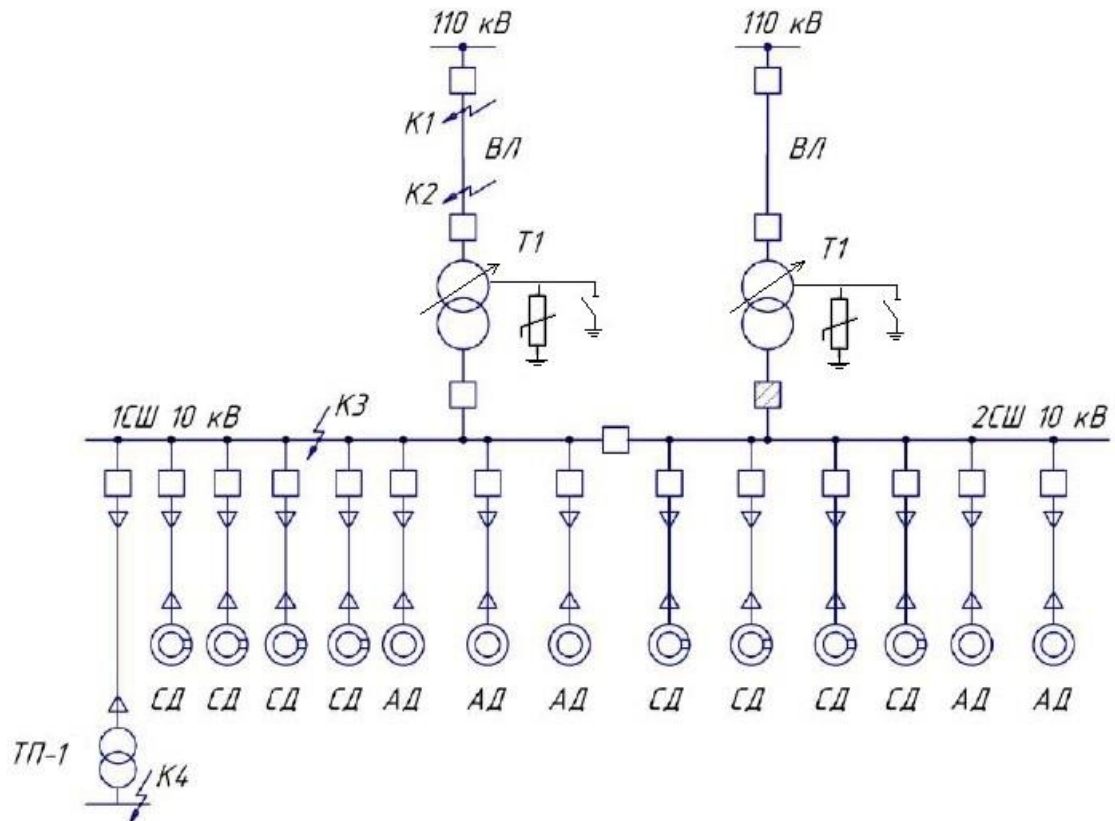 110 кВ
110 кВ
К1
ВЛ
ВЛ
К2
Т1
Т1
1СШ 10 кВ
К3
2СШ 10 кВ
СД СД СД СД АД АД АД СД СД СД СД АД АД
ТП-1
К4